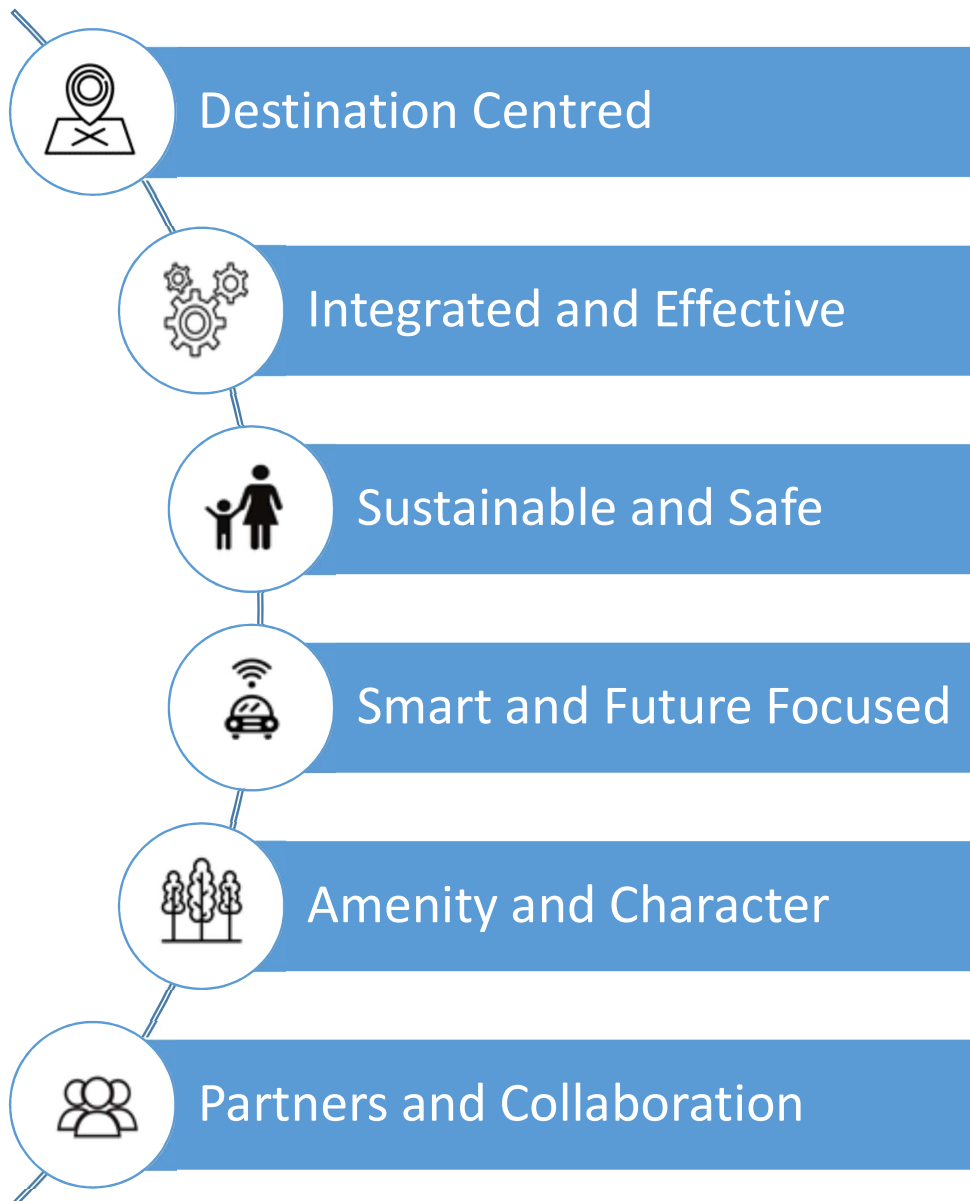 Destination Centred
Integrated and Effective
Sustainable and Safe
Smart and Future Focused
Amenity and Character
Partners and Collaboration